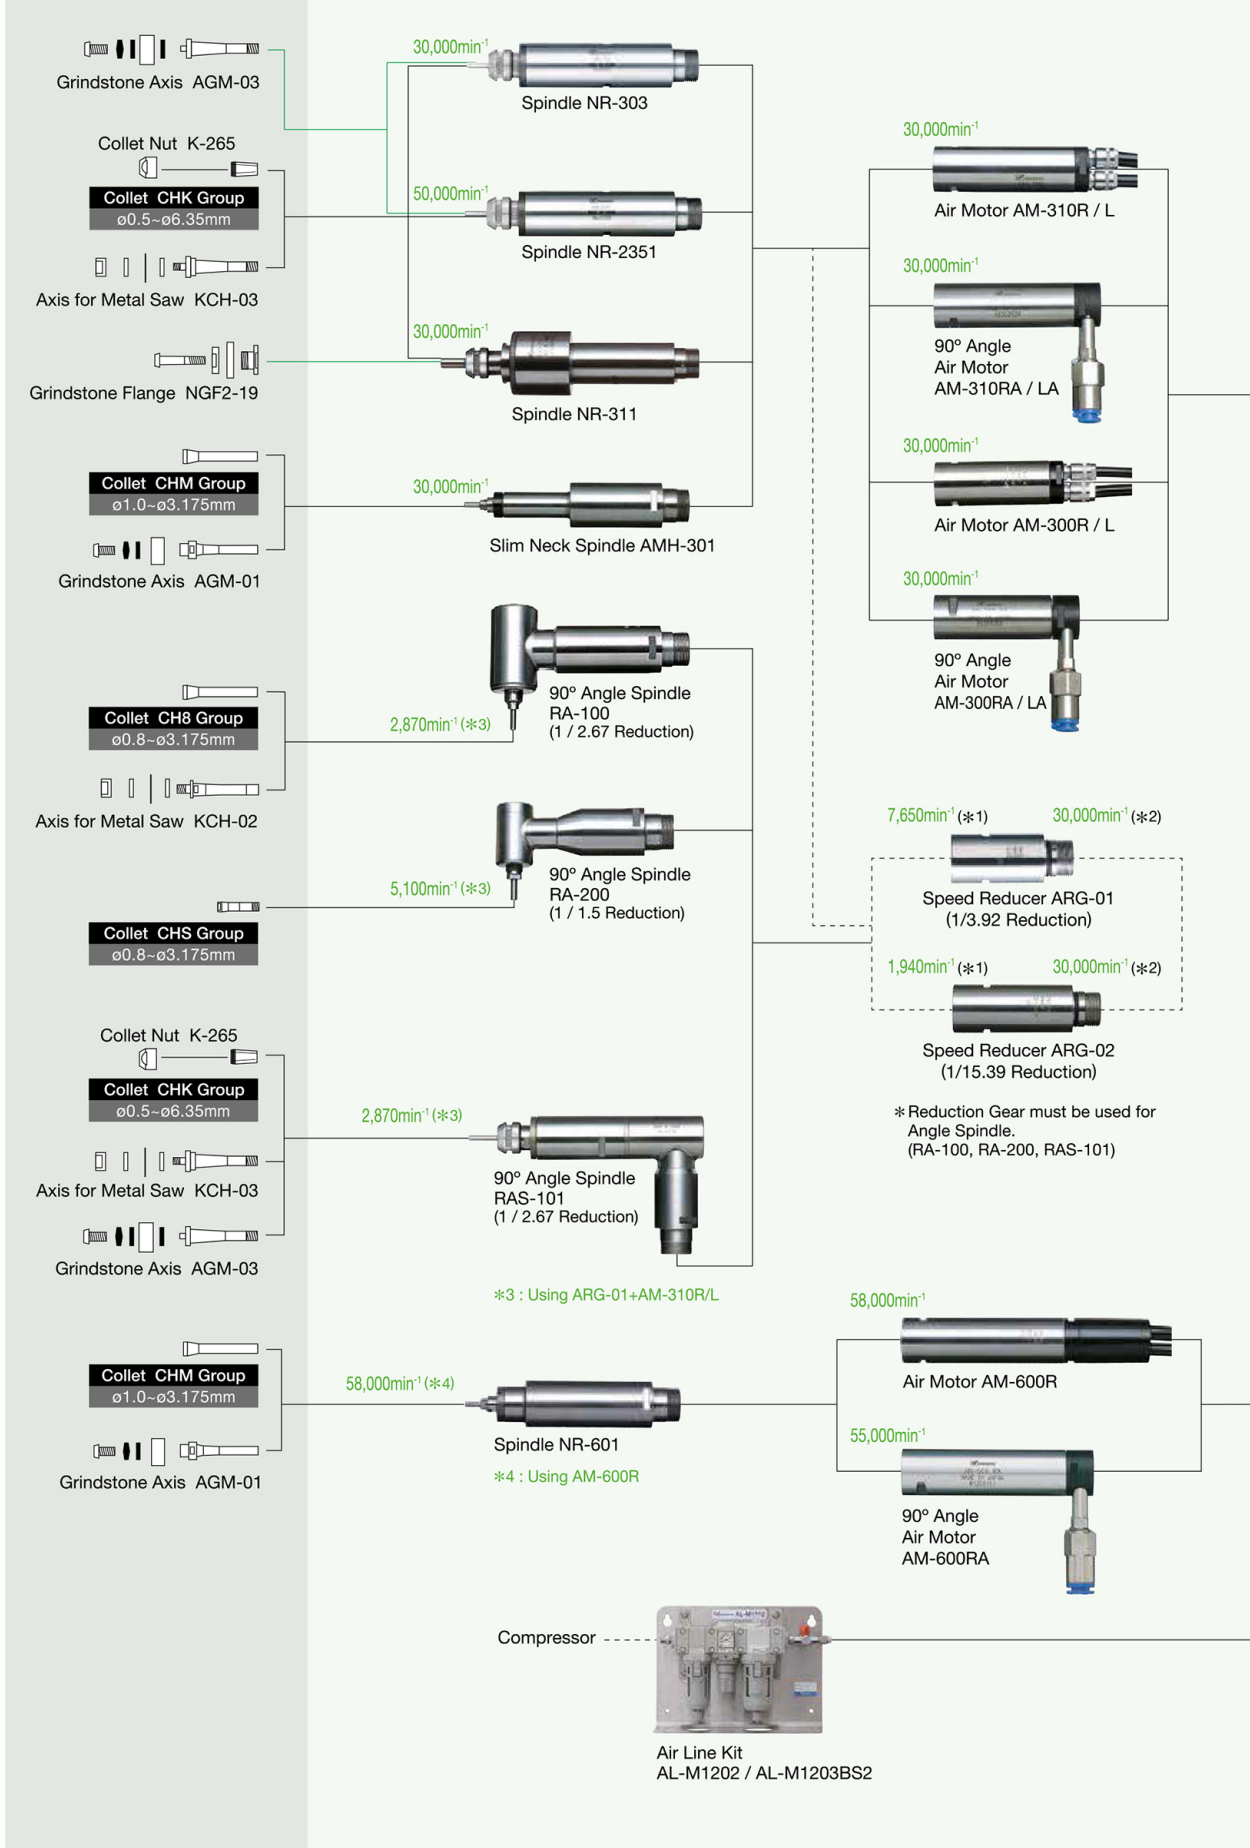 Grindstone Axis AGM-03
Collet Nut K-265
Collet CHK Group
ø0.5~ø6.35mm
Axis for Metal Saw KCH-03
Grindstone Flange NGF2-19
Collet CHM Group
ø1.0~ø3.175mm
Grindstone Axis AGM-01
Collet CH8 Group
ø0.8~ø3.175mm
Axis for Metal Saw KCH-02
Collet CHS Group
ø0.8~ø3.175mm
Collet Nut K-265
Collet CHK Group
ø0.5~ø6.35mm
Axis for Metal Saw KCH-03
Grindstone Axis AGM-03
Collet CHM Group
ø1.0~ø3.175mm
Grindstone Axis AGM-01
30,000min⁻¹
Spindle NR-303
50,000min⁻¹
Spindle NR-2351
30,000min⁻¹
Spindle NR-311
30,000min⁻¹
Slim Neck Spindle AMH-301
90º Angle Spindle
RA-100
(1 / 2.67 Reduction)
2,870min⁻¹ (✻3)
90º Angle Spindle
RA-200
(1 / 1.5 Reduction)
5,100min⁻¹ (✻3)
2,870min⁻¹ (✻3)
90º Angle Spindle
RAS-101
(1 / 2.67 Reduction)
✻3 : Using ARG-01+AM-310R/L
58,000min⁻¹ (✻4)
Spindle NR-601
✻4 : Using AM-600R
30,000min⁻¹
Air Motor AM-310R / L
30,000min⁻¹
90º Angle
Air Motor
AM-310RA / LA
30,000min⁻¹
Air Motor AM-300R / L
30,000min⁻¹
90º Angle
Air Motor
AM-300RA / LA
7,650min⁻¹ (✻1) 30,000min⁻¹ (✻2)
Speed Reducer ARG-01
(1/3.92 Reduction)
1,940min⁻¹ (✻1) 30,000min⁻¹ (✻2)
Speed Reducer ARG-02
(1/15.39 Reduction)
✻ Reduction Gear must be used for
Angle Spindle.
(RA-100, RA-200, RAS-101)
58,000min⁻¹
Air Motor AM-600R
55,000min⁻¹
90º Angle
Air Motor
AM-600RA
Compressor
AL-M1202
Air Line Kit
AL-M1202 / AL-M1203BS2